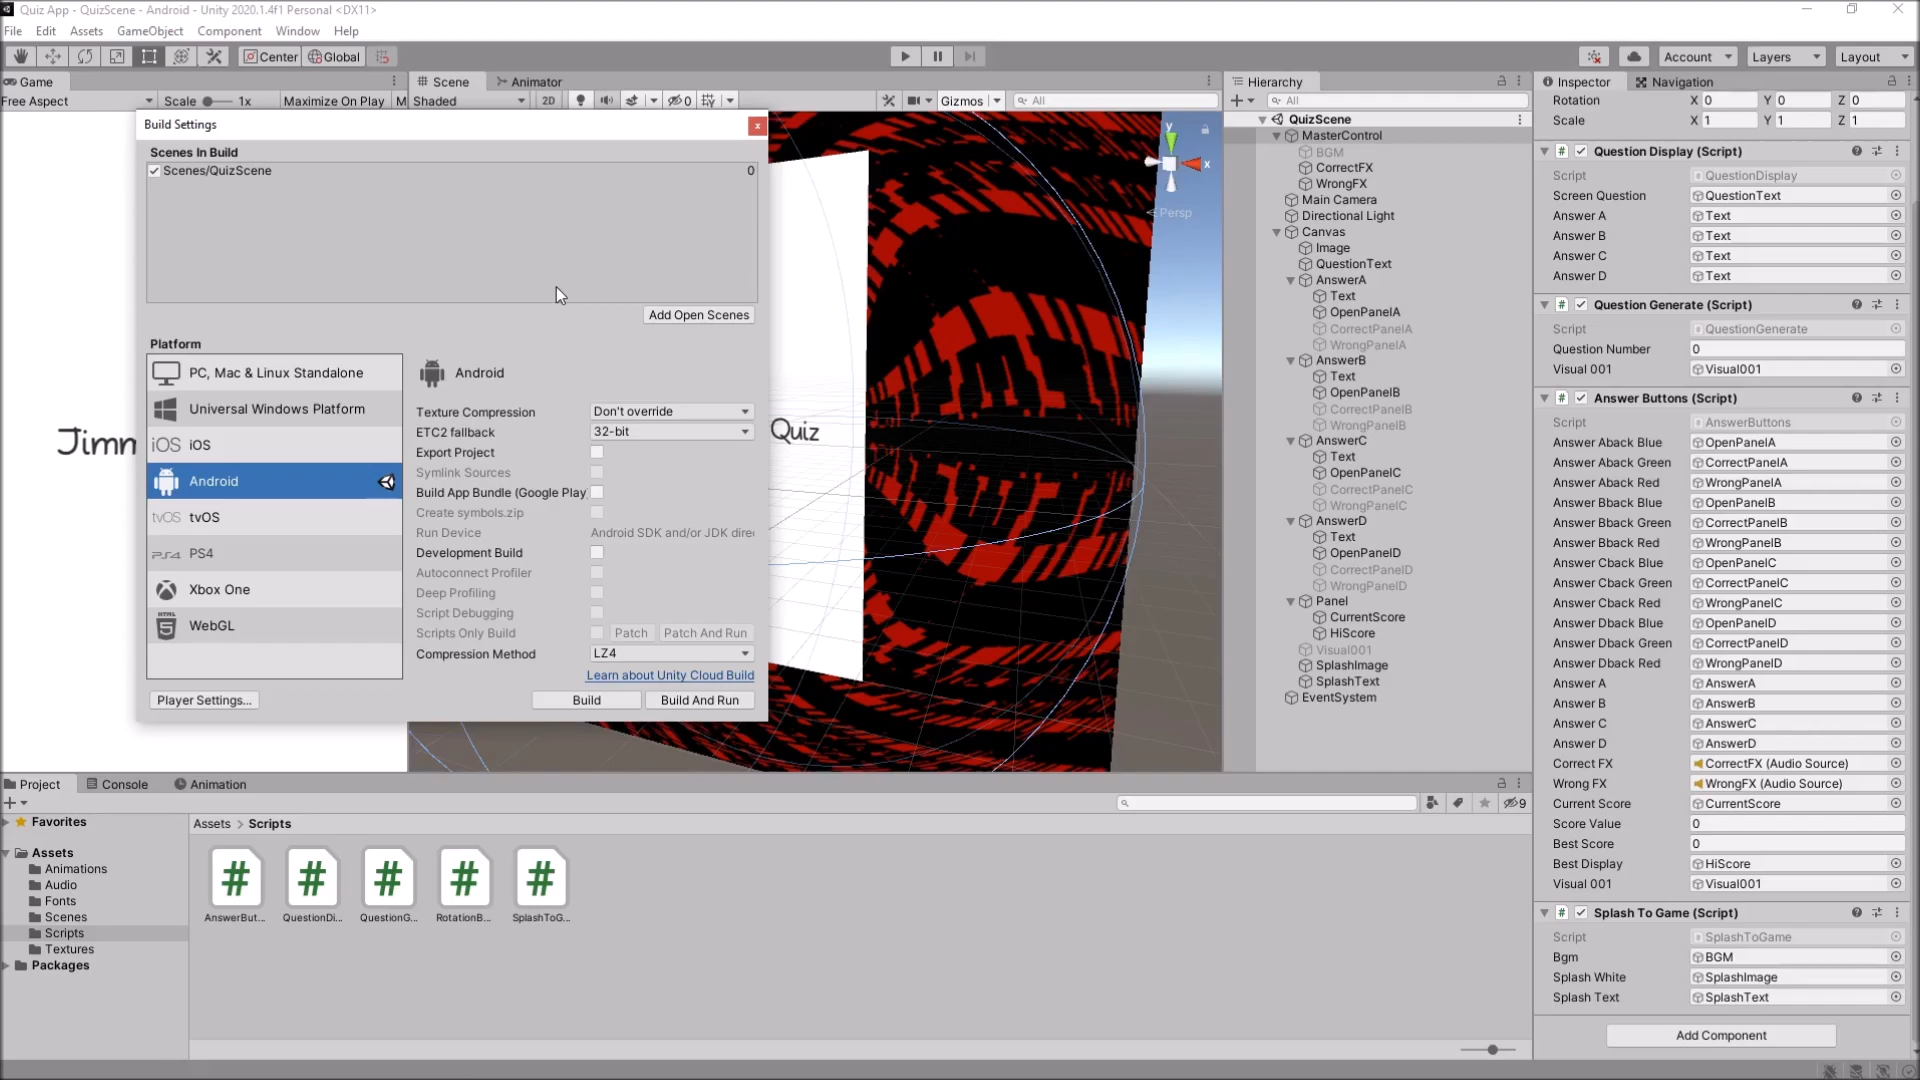 Quiz App - QuizScene - Android - Unity 2020.1.4f1 Personal <DX11>
File Edit Assets GameObject Component Window Help
Center Global Account Layers Layout
Game
Free Aspect Scale 1x Maximize On Play M
Scene Animator
Shaded 2D 0 Gizmos All
y
x
Persp
Jimm
Quiz
Build Settings
x
Scenes In Build
Scenes/QuizScene 0
Add Open Scenes
Platform
PC, Mac & Linux Standalone
Universal Windows Platform
iOS iOS
Android
tvOS tvOS
PS4 PS4
Xbox One
HTML 5 WebGL
Player Settings...
Android
Texture Compression Don't override
ETC2 fallback 32-bit
Export Project
Symlink Sources
Build App Bundle (Google Play
Create symbols.zip
Run Device Android SDK and/or JDK dire
Development Build
Autoconnect Profiler
Deep Profiling
Script Debugging
Scripts Only Build Patch Patch And Run
Compression Method LZ4
Learn about Unity Cloud Build
Build Build And Run
Hierarchy
All
QuizScene
MasterControl
BGM
CorrectFX
WrongFX
Main Camera
Directional Light
Canvas
Image
QuestionText
AnswerA
Text
OpenPanelA
CorrectPanelA
WrongPanelA
AnswerB
Text
OpenPanelB
CorrectPanelB
WrongPanelB
AnswerC
Text
OpenPanelC
CorrectPanelC
WrongPanelC
AnswerD
Text
OpenPanelD
CorrectPanelD
WrongPanelD
Panel
CurrentScore
HiScore
Visual001
SplashImage
SplashText
EventSystem
Inspector Navigation
Rotation X 0 Y 0 Z 0
Scale X 1 Y 1 Z 1
# Question Display (Script)
Script QuestionDisplay
Screen Question QuestionText
Answer A Text
Answer B Text
Answer C Text
Answer D Text
# Question Generate (Script)
Script QuestionGenerate
Question Number 0
Visual 001 Visual001
# Answer Buttons (Script)
Script AnswerButtons
Answer Aback Blue OpenPanelA
Answer Aback Green CorrectPanelA
Answer Aback Red WrongPanelA
Answer Bback Blue OpenPanelB
Answer Bback Green CorrectPanelB
Answer Bback Red WrongPanelB
Answer Cback Blue OpenPanelC
Answer Cback Green CorrectPanelC
Answer Cback Red WrongPanelC
Answer Dback Blue OpenPanelD
Answer Dback Green CorrectPanelD
Answer Dback Red WrongPanelD
Answer A AnswerA
Answer B AnswerB
Answer C AnswerC
Answer D AnswerD
Correct FX CorrectFX (Audio Source)
Wrong FX WrongFX (Audio Source)
Current Score CurrentScore
Score Value 0
Best Score 0
Best Display HiScore
Visual 001 Visual001
# Splash To Game (Script)
Script SplashToGame
Bgm BGM
Splash White SplashImage
Splash Text SplashText
Add Component
Project Console Animation
9
Favorites
Assets
Animations
Audio
Fonts
Scenes
Scripts
Textures
Packages
Assets > Scripts
# # # # #
AnswerBut... QuestionDi... QuestionG... RotationB... SplashToG...